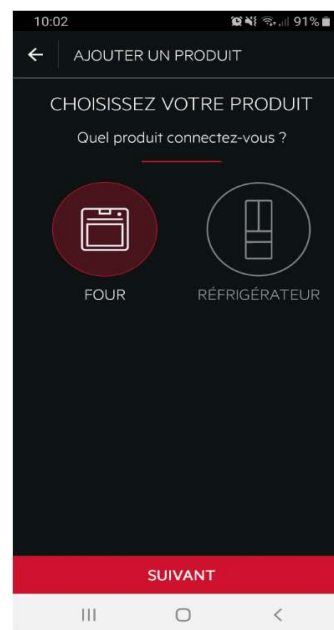 10:02 91%
AJOUTER UN PRODUIT
CHOISISSEZ VOTRE PRODUIT
Quel produit connectez-vous ?
FOUR RÉFRIGÉRATEUR
SUIVANT